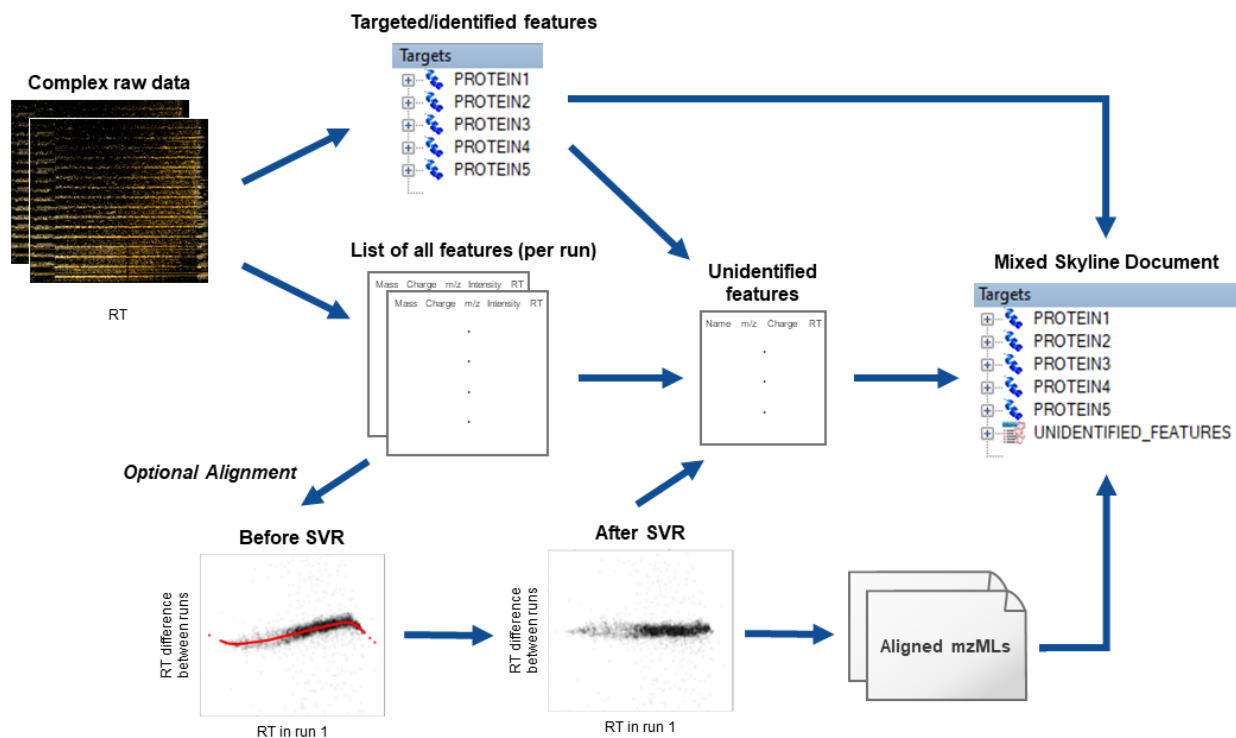 Targeted/identified features
Targets
PROTEIN1
PROTEIN2
PROTEIN3
PROTEIN4
PROTEIN5
Complex raw data
RT
List of all features (per run)
Mass Charge m/z Intensity RT
Mass Charge m/z Intensity RT
Unidentified
features
Name m/z Charge RT
Mixed Skyline Document
Targets
PROTEIN1
PROTEIN2
PROTEIN3
PROTEIN4
PROTEIN5
UNIDENTIFIED_FEATURES
Optional Alignment
Before SVR
RT difference
between runs
RT in run 1
After SVR
RT difference
between runs
RT in run 1
Aligned mzMLs